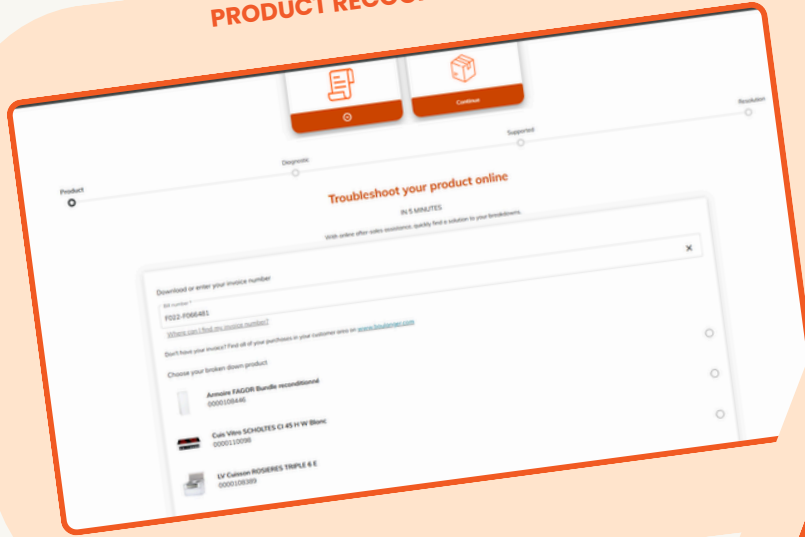 PRODUCT
Continue
Product
Diagnostic
Supported
Resolution
Troubleshoot your product online
IN 5 MINUTES
With online after sales assistance, quickly find a solution to your breakdowns.
Download or enter your invoice number
Bill number *
F022-F066481
Where can I find my invoice number?
Don't have your invoice? Find all of your purchases in your customer area on www.boulanger.com
Choose your broken down product
Armoire FAGOR Bundle reconditionné
0000108446
Cuis Vitro SCHOLTES CI 45 H W Blanc
0000110098
LV Cuisson ROSIERES TRIPLE 6 E
0000108389